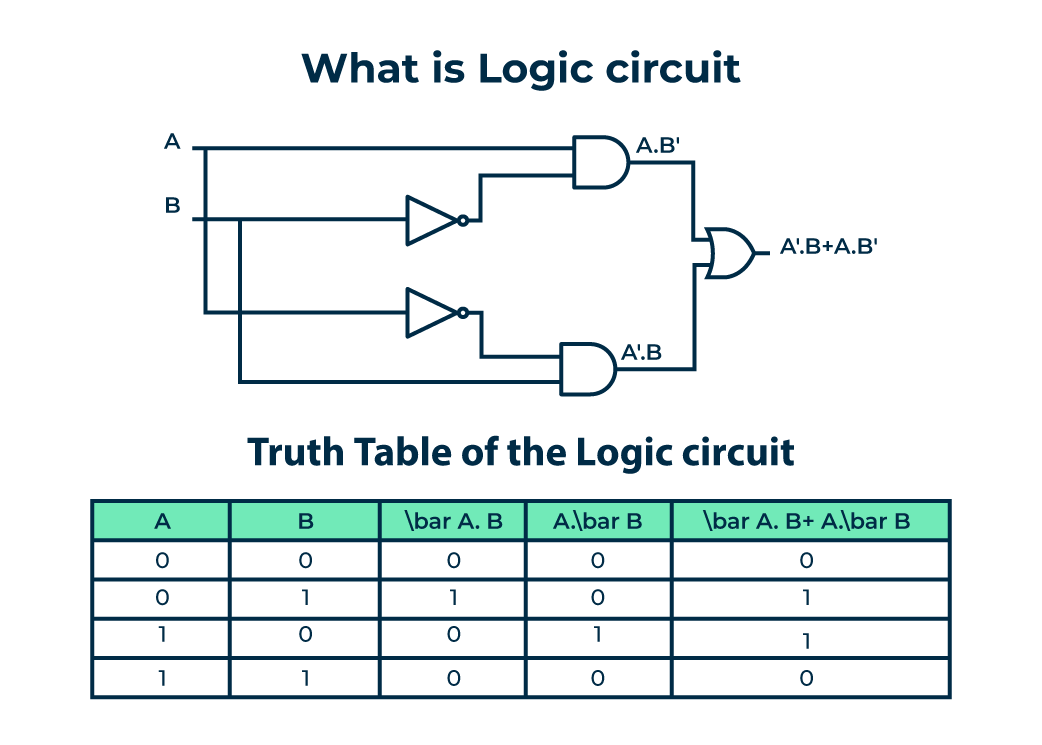 What is Logic circuit
A
A.B'
B
A'.B+A.B'
A'.B
Truth Table of the Logic circuit
A B \bar A. B A.\bar B \bar A. B+ A.\bar B
0 0 0 0 0
0 1 1 0 1
1 0 0 1 1
1 1 0 0 0